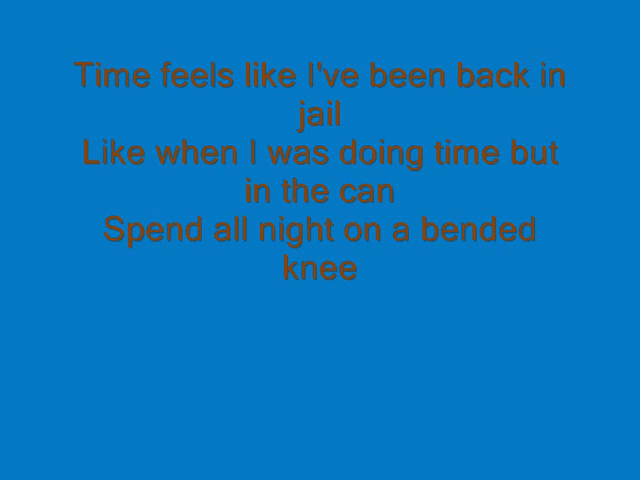 Time feels like I've been back in
jail
Like when I was doing time but
in the can
Spend all night on a bended
knee